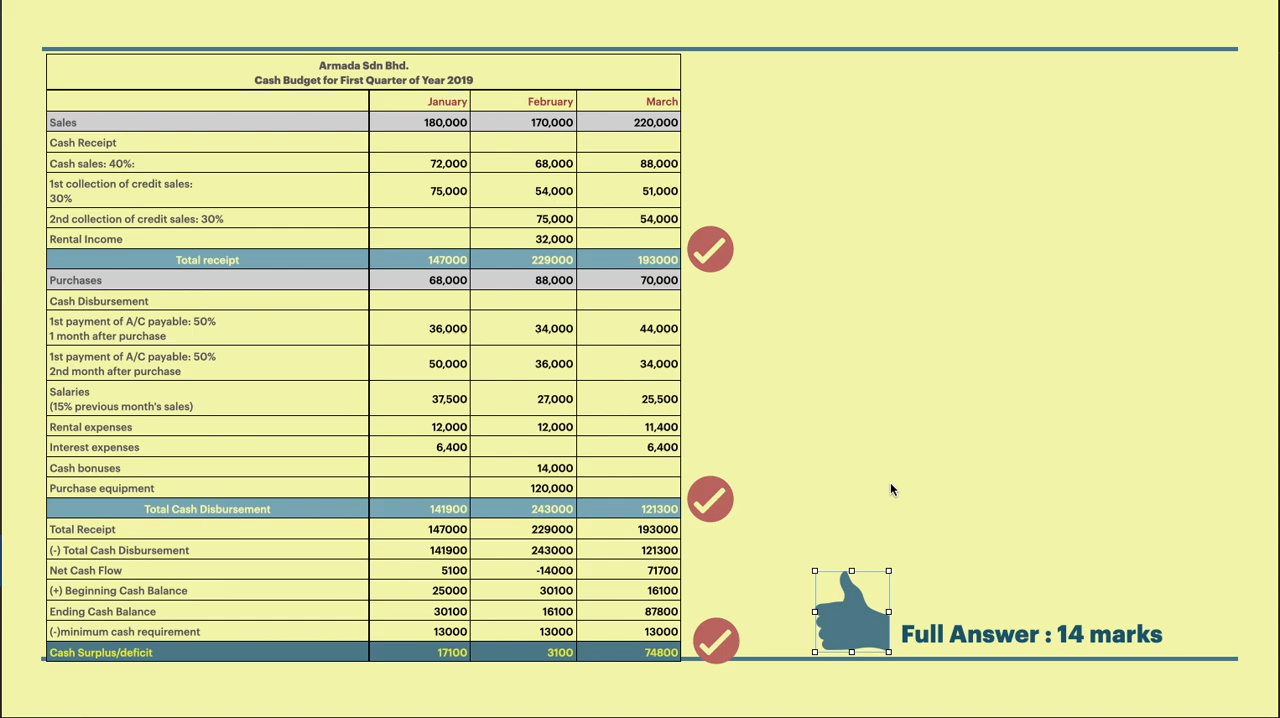 Armada Sdn Bhd.
Cash Budget for First Quarter of Year 2019
January February March
Sales 180,000 170,000 220,000
Cash Receipt
Cash sales: 40%: 72,000 68,000 88,000
1st collection of credit sales:
30% 75,000 54,000 51,000
2nd collection of credit sales: 30% 75,000 54,000
Rental Income 32,000
Total receipt 147000 229000 193000
Purchases 68,000 88,000 70,000
Cash Disbursement
1st payment of A/C payable: 50%
1 month after purchase 36,000 34,000 44,000
1st payment of A/C payable: 50%
2nd month after purchase 50,000 36,000 34,000
Salaries
(15% previous month's sales) 37,500 27,000 25,500
Rental expenses 12,000 12,000 11,400
Interest expenses 6,400 6,400
Cash bonuses 14,000
Purchase equipment 120,000
Total Cash Disbursement 141900 243000 121300
Total Receipt 147000 229000 193000
(-) Total Cash Disbursement 141900 243000 121300
Net Cash Flow 5100 -14000 71700
(+) Beginning Cash Balance 25000 30100 16100
Ending Cash Balance 30100 16100 87800
(-)minimum cash requirement 13000 13000 13000
Cash Surplus/deficit 17100 3100 74800
Full Answer : 14 marks